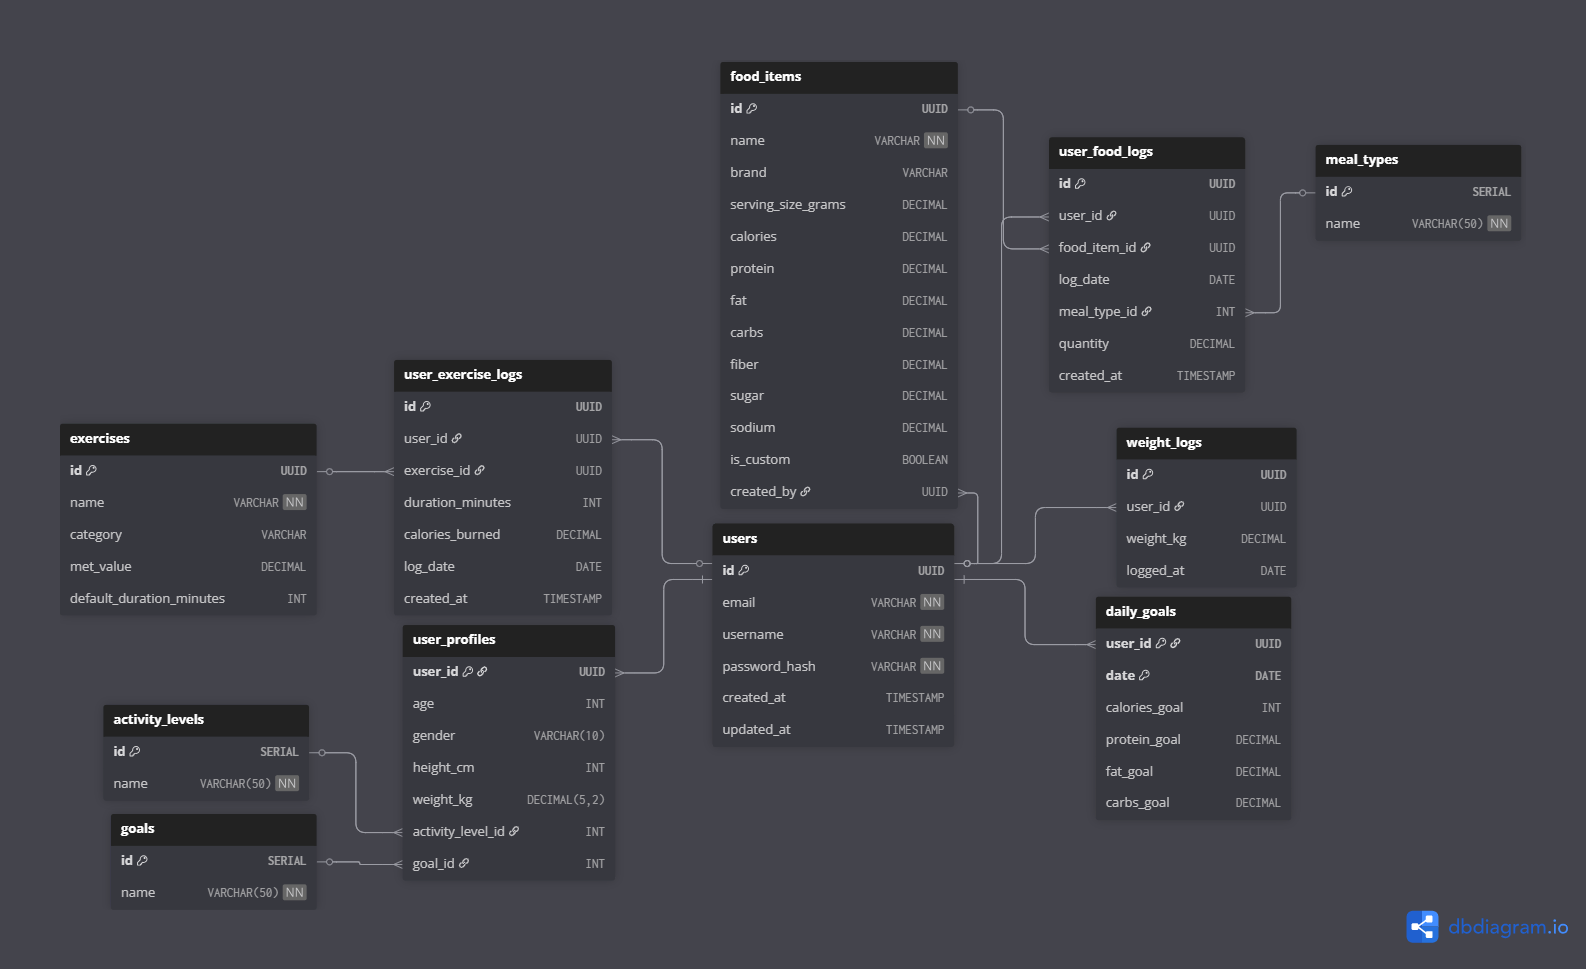 food_items
id UUID
name VARCHAR NN
brand VARCHAR
serving_size_grams DECIMAL
calories DECIMAL
protein DECIMAL
fat DECIMAL
carbs DECIMAL
fiber DECIMAL
sugar DECIMAL
sodium DECIMAL
is_custom BOOLEAN
created_by UUID
user_food_logs
id UUID
user_id UUID
food_item_id UUID
log_date DATE
meal_type_id INT
quantity DECIMAL
created_at TIMESTAMP
meal_types
id SERIAL
name VARCHAR(50) NN
user_exercise_logs
id UUID
user_id UUID
exercise_id UUID
duration_minutes INT
calories_burned DECIMAL
log_date DATE
created_at TIMESTAMP
exercises
id UUID
name VARCHAR NN
category VARCHAR
met_value DECIMAL
default_duration_minutes INT
weight_logs
id UUID
user_id UUID
weight_kg DECIMAL
logged_at DATE
users
id UUID
email VARCHAR NN
username VARCHAR NN
password_hash VARCHAR NN
created_at TIMESTAMP
updated_at TIMESTAMP
daily_goals
user_id UUID
date DATE
calories_goal INT
protein_goal DECIMAL
fat_goal DECIMAL
carbs_goal DECIMAL
user_profiles
user_id UUID
age INT
gender VARCHAR(10)
height_cm INT
weight_kg DECIMAL(5,2)
activity_level_id INT
goal_id INT
activity_levels
id SERIAL
name VARCHAR(50) NN
goals
id SERIAL
name VARCHAR(50) NN
dbdiagram.io